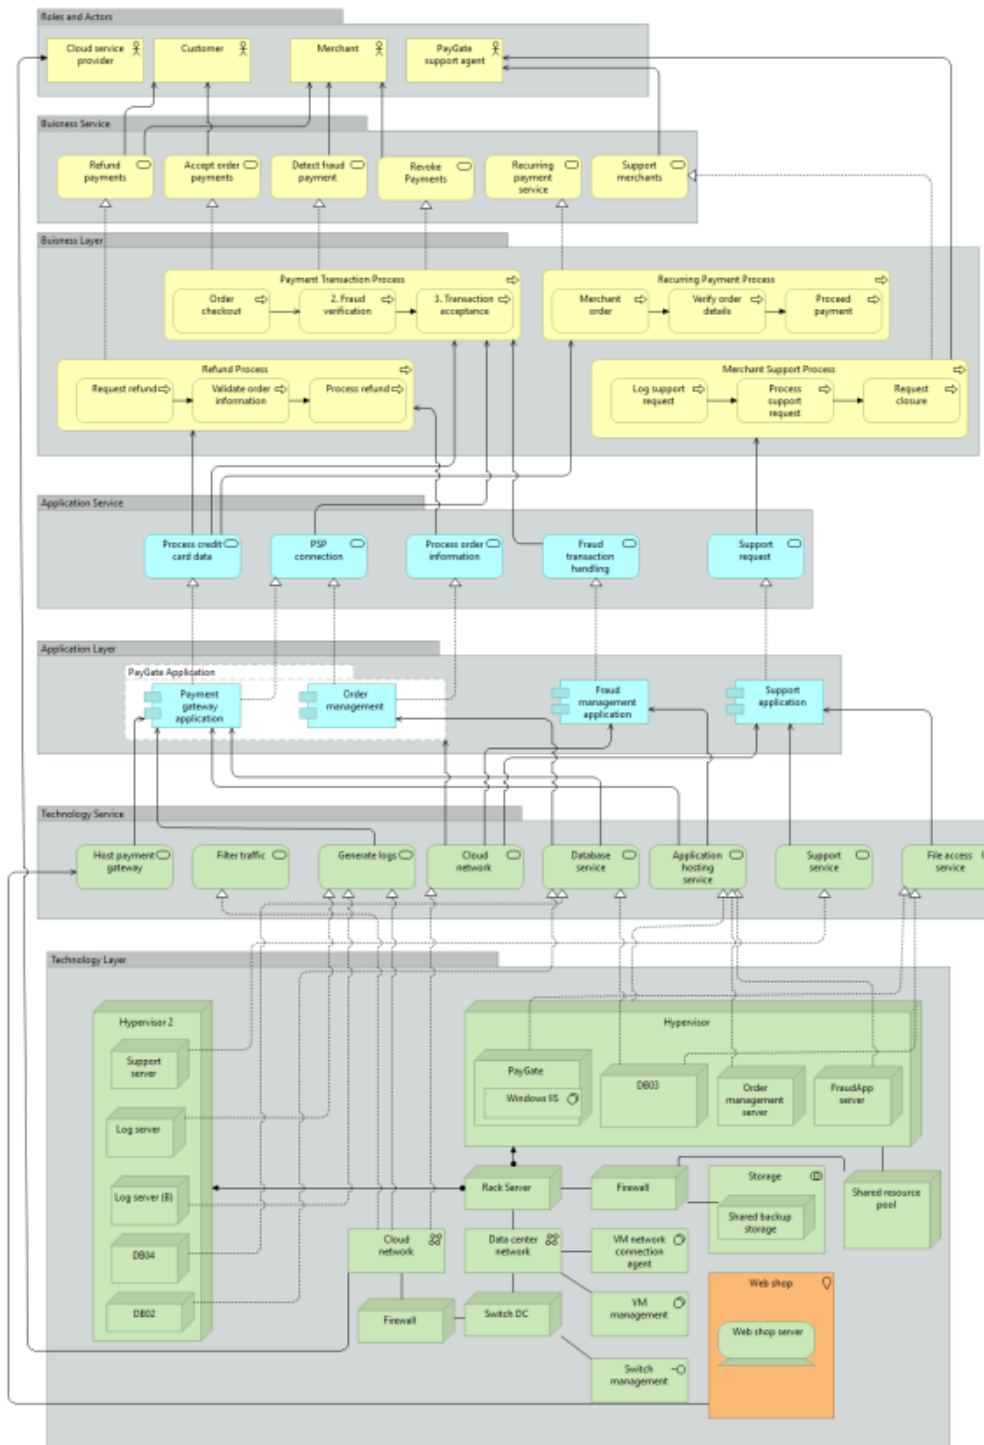 Roles and Actors
Cloud service
provider
Customer
Merchant
PayGate
support agent
Buisness Service
Refund
payments
Accept order
payments
Detect fraud
payment
Revoke
Payments
Recurring
payment
service
Support
merchants
Buisness Layer
Payment Transaction Process
Order
checkout
2. Fraud
verification
3. Transaction
acceptance
Recurring Payment Process
Merchant
order
Verify order
details
Proceed
payment
Refund Process
Request refund
Validate order
information
Process refund
Merchant Support Process
Log support
request
Process
support
request
Request
closure
Application Service
Process credit
card data
PSP
connection
Process order
information
Fraud
transaction
handling
Support
request
Application Layer
PayGate Application
Payment
gateway
application
Order
management
Fraud
management
application
Support
application
Technology Service
Host payment
gateway
Filter traffic
Generate logs
Cloud
network
Database
service
Application
hosting
service
Support
service
File access
service
Technology Layer
Hypervisor 2
Support
server
Log server
Log server (B)
DB04
DB02
Hypervisor
PayGate
Windows IIS
DB03
Order
management
server
FraudApp
server
Rack Server
Firewall
Storage
Shared backup
storage
Shared resource
pool
Cloud
network
Data center
network
VM network
connection
agent
Firewall
Switch DC
VM
management
Switch
management
Web shop
Web shop server